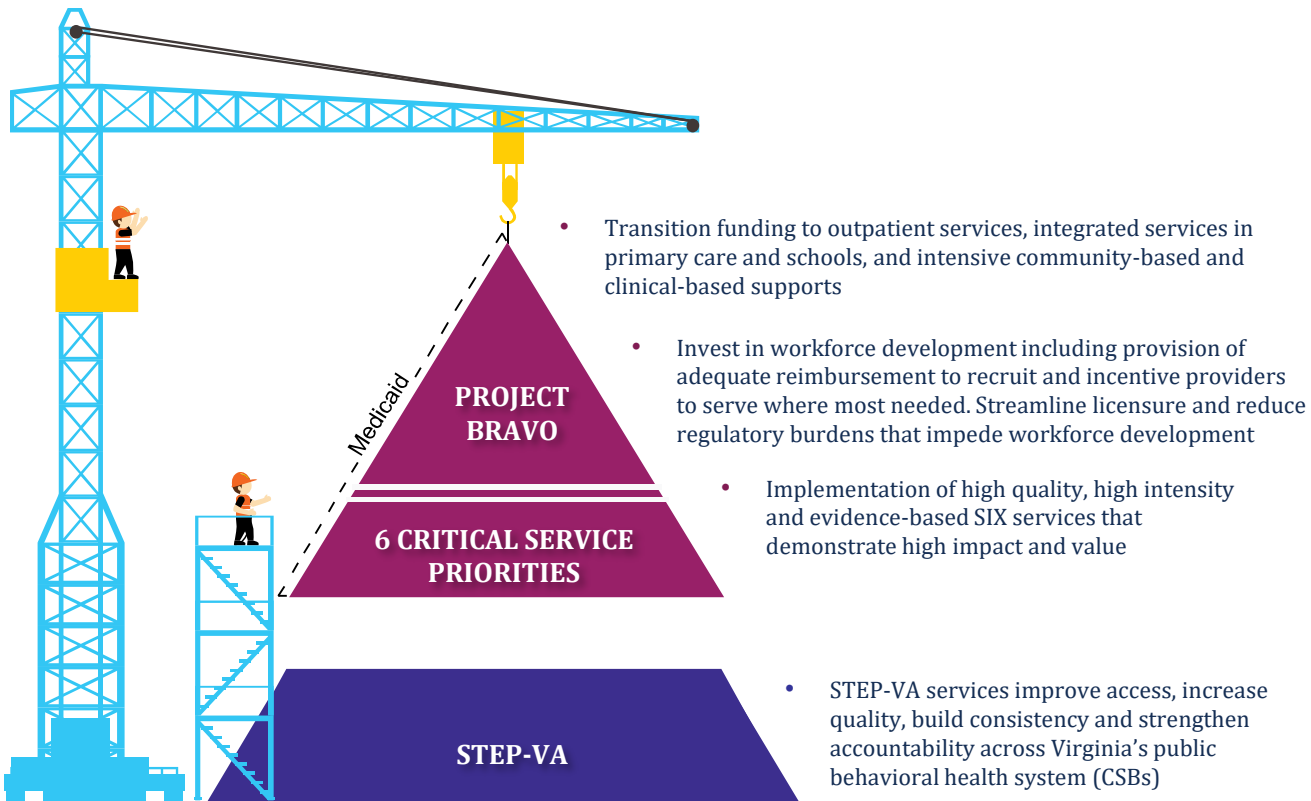 • Transition funding to outpatient services, integrated services in
primary care and schools, and intensive community-based and
clinical-based supports
• Invest in workforce development including provision of
adequate reimbursement to recruit and incentive providers
to serve where most needed. Streamline licensure and reduce
regulatory burdens that impede workforce development
Medicaid
PROJECT
BRAVO
• Implementation of high quality, high intensity
and evidence-based SIX services that
demonstrate high impact and value
6 CRITICAL SERVICE
PRIORITIES
• STEP-VA services improve access, increase
quality, build consistency and strengthen
accountability across Virginia’s public
behavioral health system (CSBs)
STEP-VA